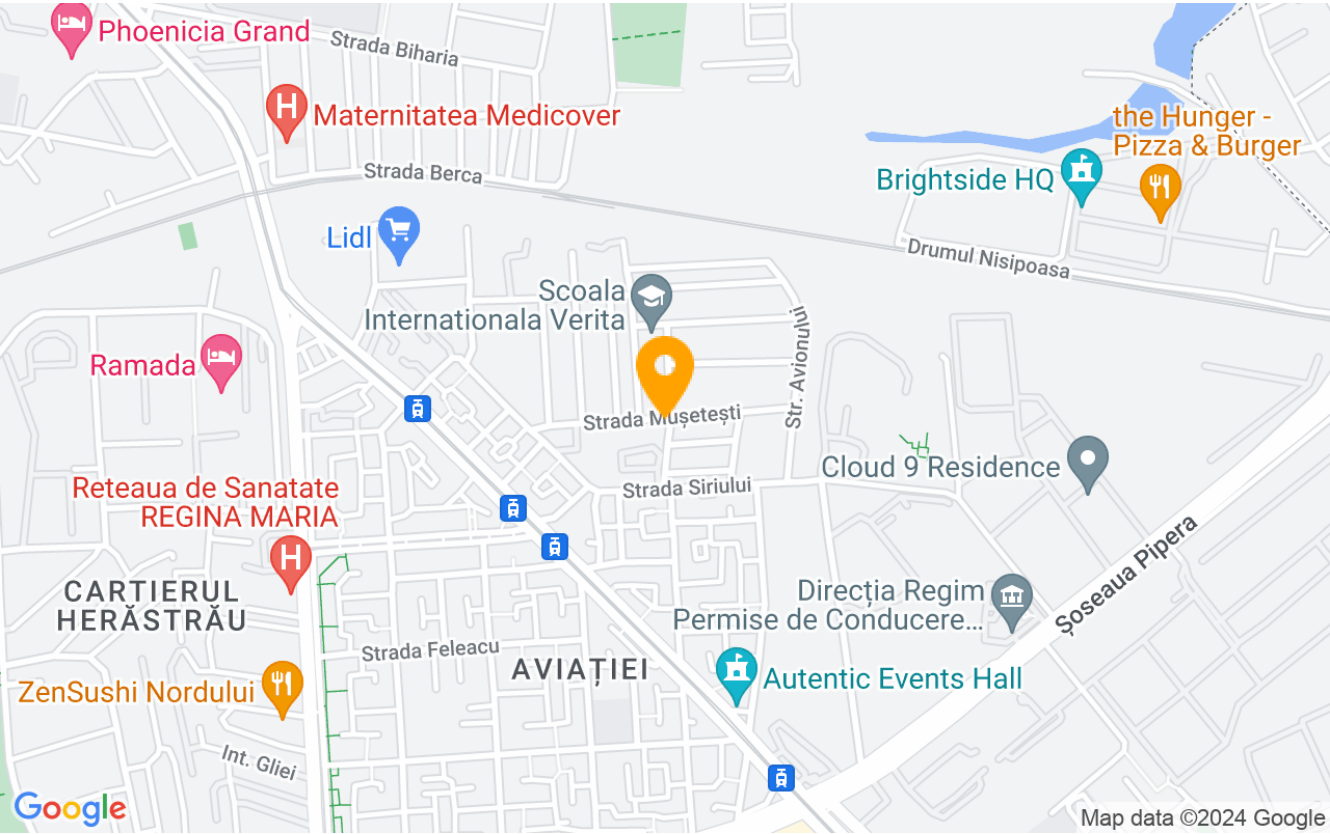 Phoenicia Grand
Strada Biharia
H
Maternitatea Medicover
the Hunger -
Pizza & Burger
Strada Berca
Brightside HQ
Lidl
Drumul Nisipoasa
Scoala
Internationala Verita
Str. Avionului
Ramada
Strada Mușetești
Cloud 9 Residence
Strada Siriului
Reteaua de Sanatate
REGINA MARIA
H
Șoseaua Pipera
CARTIERUL
HERĂSTRĂU
Direcția Regim
Permise de Conducere...
Strada Feleacu
AVIAȚIEI
Autentic Events Hall
ZenSushi Nordului
Int. Gliei
Google
Map data ©2024 Google